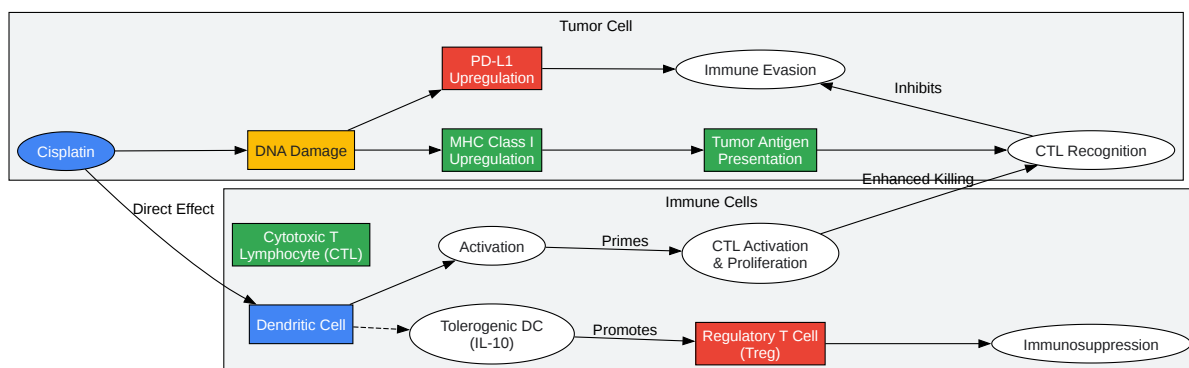 Tumor Cell
PD-L1
Upregulation
Immune Evasion
Inhibits
Cisplatin
DNA Damage
MHC Class I
Upregulation
Tumor Antigen
Presentation
CTL Recognition
Enhanced Killing
Direct Effect
Immune Cells
Cytotoxic T
Lymphocyte (CTL)
Activation
Primes
CTL Activation
& Proliferation
Dendritic Cell
Tolerogenic DC
(IL-10)
Promotes
Regulatory T Cell
(Treg)
Immunosuppression